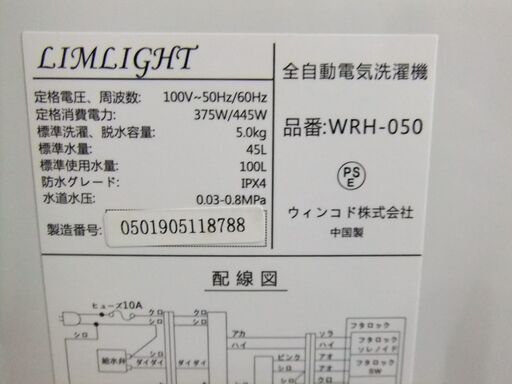 LIMLIGHT
定格電圧、周波数: 100V~50Hz/60Hz
定格消費電力: 375W/445W
標準洗濯、脱水容量: 5.0kg
標準水量: 45L
標準使用水量: 100L
防水グレード: IPX4
水道水圧: 0.03-0.8MPa
製造番号: 0501905118788
全自動電気洗濯機
品番:WRH-050
PS
E
ウィンコド株式会社
中国製
配線図
ヒューズ10A
クロ
シロ
クロ
シロ
シロ
給水弁
シロ
ダイダイ
シロ
ダイダイ
アカ
ハイ
シロ
ピンク
シロ
ソラ
ハイ
アオ
アオ
クロ
フタロック
フタロック
ソレノイド
フタロック
SW